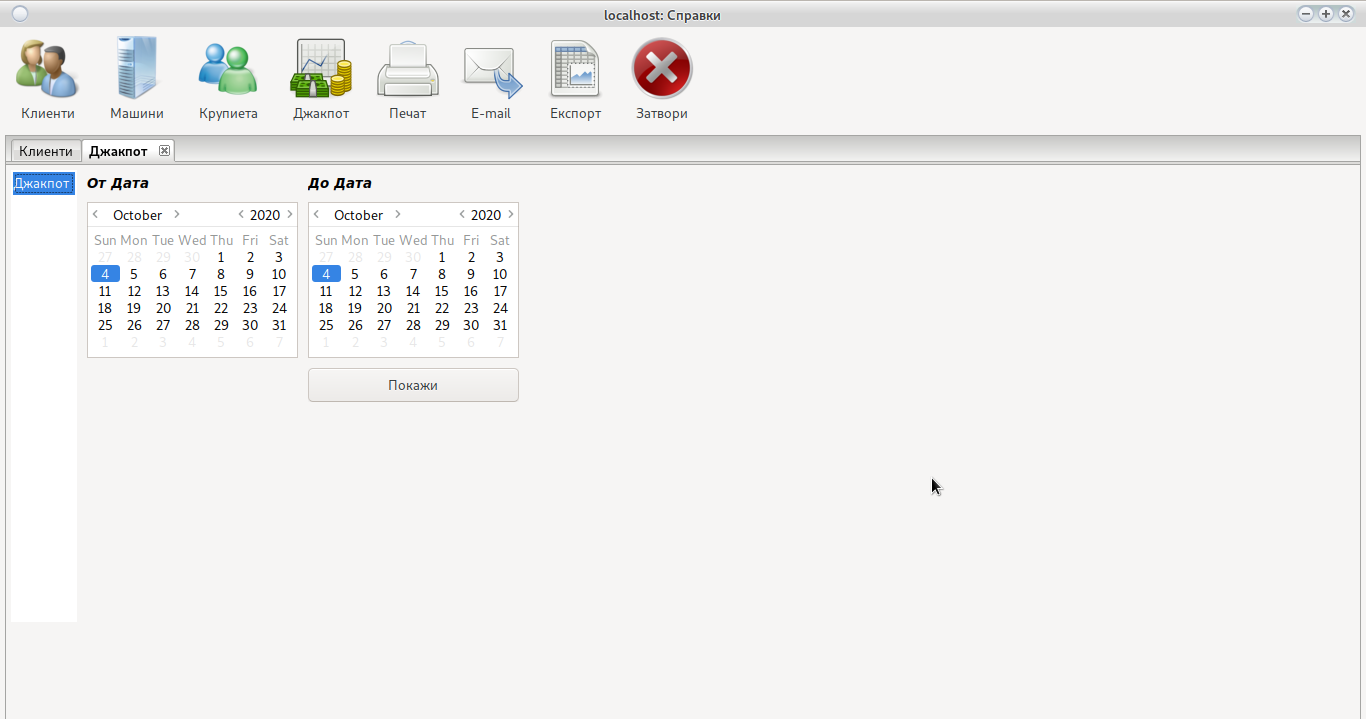 localhost: Справки
Клиенти Машини Крупиета Джакпот Печат E-mail Експорт Затвори
Клиенти Джакпот
Джакпот
От Дата До Дата
October 2020 October 2020
Sun Mon Tue Wed Thu Fri Sat Sun Mon Tue Wed Thu Fri Sat
27 28 29 30 1 2 3 27 28 29 30 1 2 3
4 5 6 7 8 9 10 4 5 6 7 8 9 10
11 12 13 14 15 16 17 11 12 13 14 15 16 17
18 19 20 21 22 23 24 18 19 20 21 22 23 24
25 26 27 28 29 30 31 25 26 27 28 29 30 31
1 2 3 4 5 6 7 1 2 3 4 5 6 7
Покажи